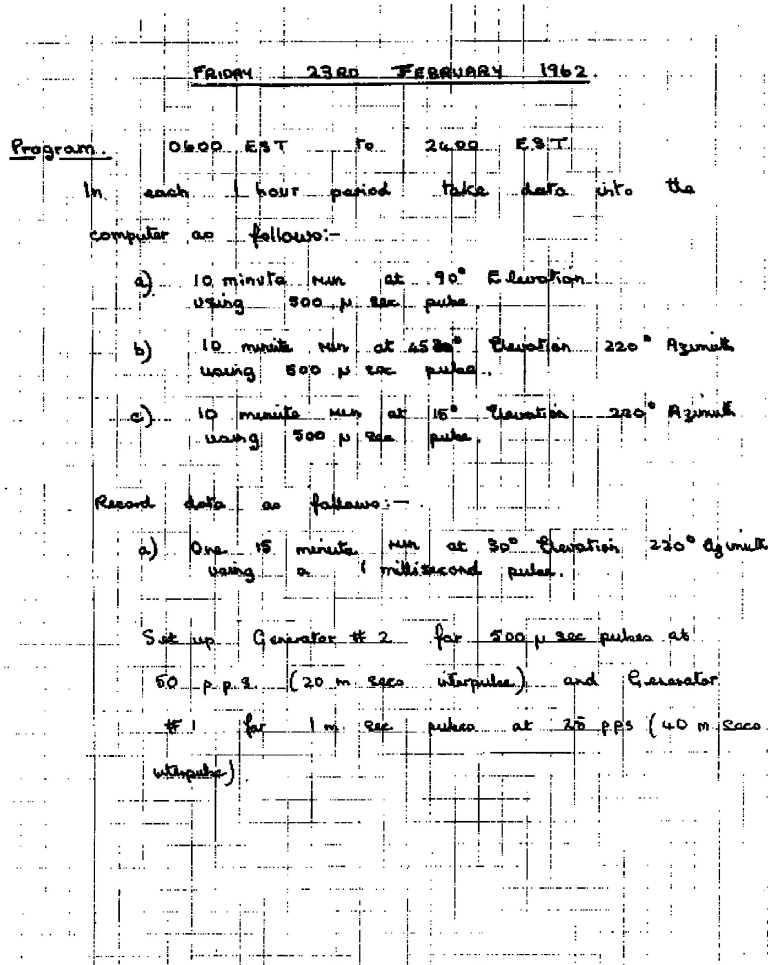 FRIDAY 23RD FEBRUARY 1962.
Program. 0600 EST to 2400 EST
In each 1 hour period take data into the
computer as follows:-
a) 10 minute run at 90° Elevation
using 500 μ sec pulse.
b) 10 minute run at 30° Elevation 220° Azimuth
using 500 μ sec pulse.
c) 10 minute run at 15° Elevation 220° Azimuth
using 500 μ sec pulse.
Record data as follows:-
a) One 15 minute run at 30° Elevation 220° Azimuth
using a 1 millisecond pulse.
Set up Generator # 2 for 500 μ sec pulses at
50 p.p.s. (20 m secs interpulse) and Generator
# 1 for 1 m sec pulses at 25 pps (40 m secs
interpulse)